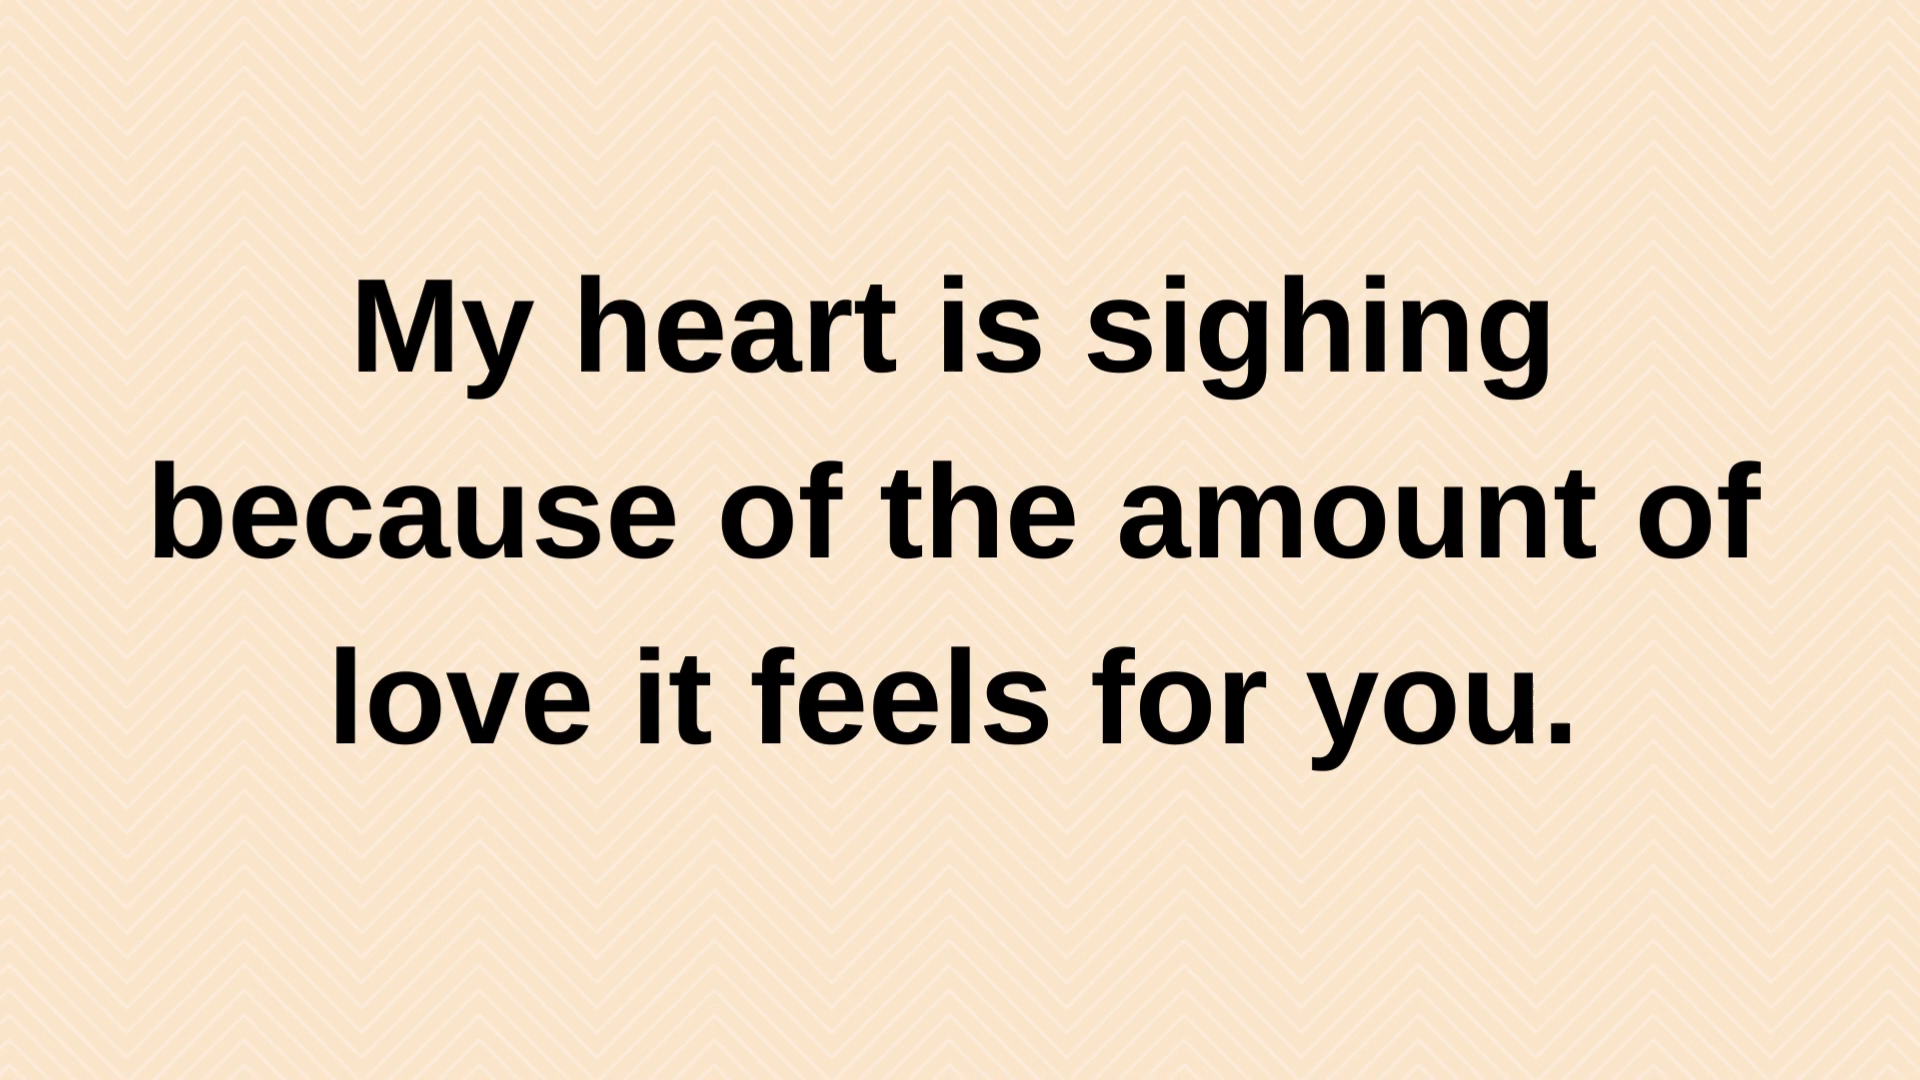 My heart is sighing
because of the amount of
love it feels for you.